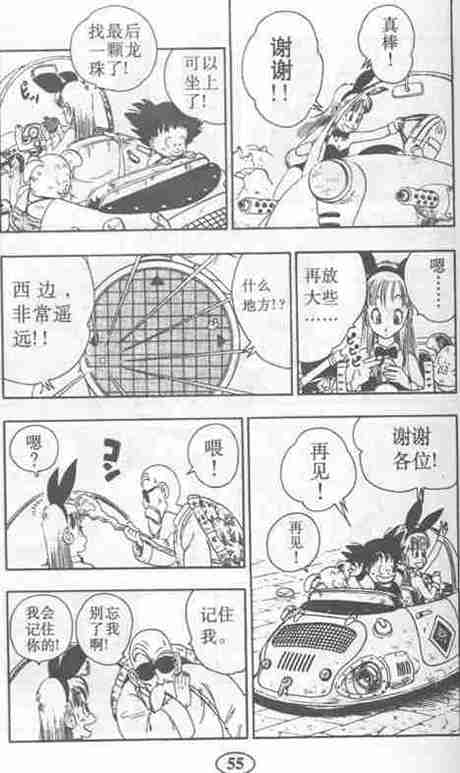 真
棒！
谢
谢！！
可以上
坐了！
找最后
一颗龙
珠了！
嗯
……
再放
大些
……
什么
地方！？
西边，
非常遥
远！！
谢谢
各位！
再
见！
再
见！
喂！
嗯？
记住
我。
别忘
了我
啊！
我会
记住
你的！
55